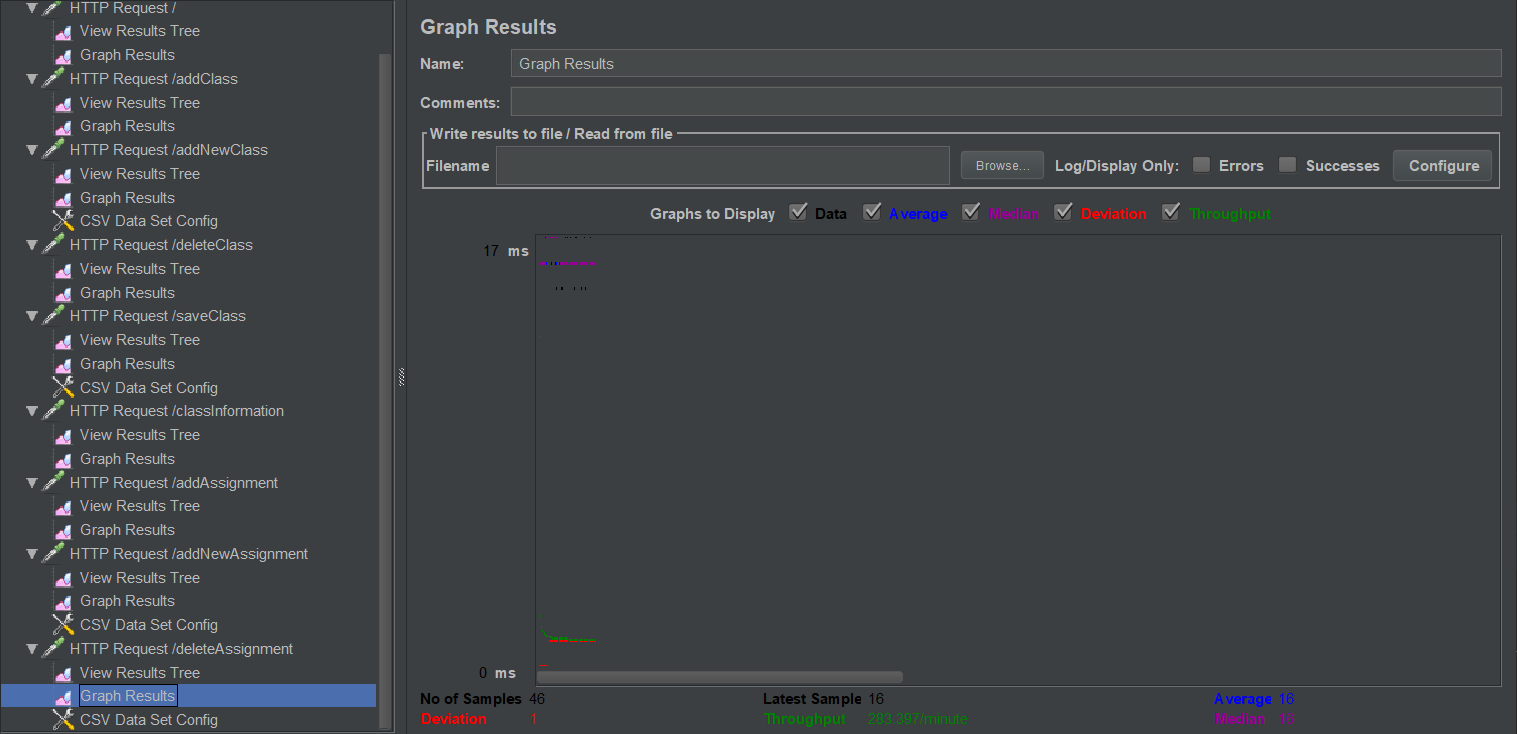 HTTP Request /
View Results Tree
Graph Results
HTTP Request /addClass
View Results Tree
Graph Results
HTTP Request /addNewClass
View Results Tree
Graph Results
CSV Data Set Config
HTTP Request /deleteClass
View Results Tree
Graph Results
HTTP Request /saveClass
View Results Tree
Graph Results
CSV Data Set Config
HTTP Request /classInformation
View Results Tree
Graph Results
HTTP Request /addAssignment
View Results Tree
Graph Results
HTTP Request /addNewAssignment
View Results Tree
Graph Results
CSV Data Set Config
HTTP Request /deleteAssignment
View Results Tree
Graph Results
CSV Data Set Config
Graph Results
Name: Graph Results
Comments:
Write results to file / Read from file
Filename Browse... Log/Display Only: Errors Successes Configure
Graphs to Display Data Average Median Deviation Throughput
17 ms
0 ms
No of Samples 46 Latest Sample 16 Average 16
Deviation 1 Throughput 283.397/minute Median 16